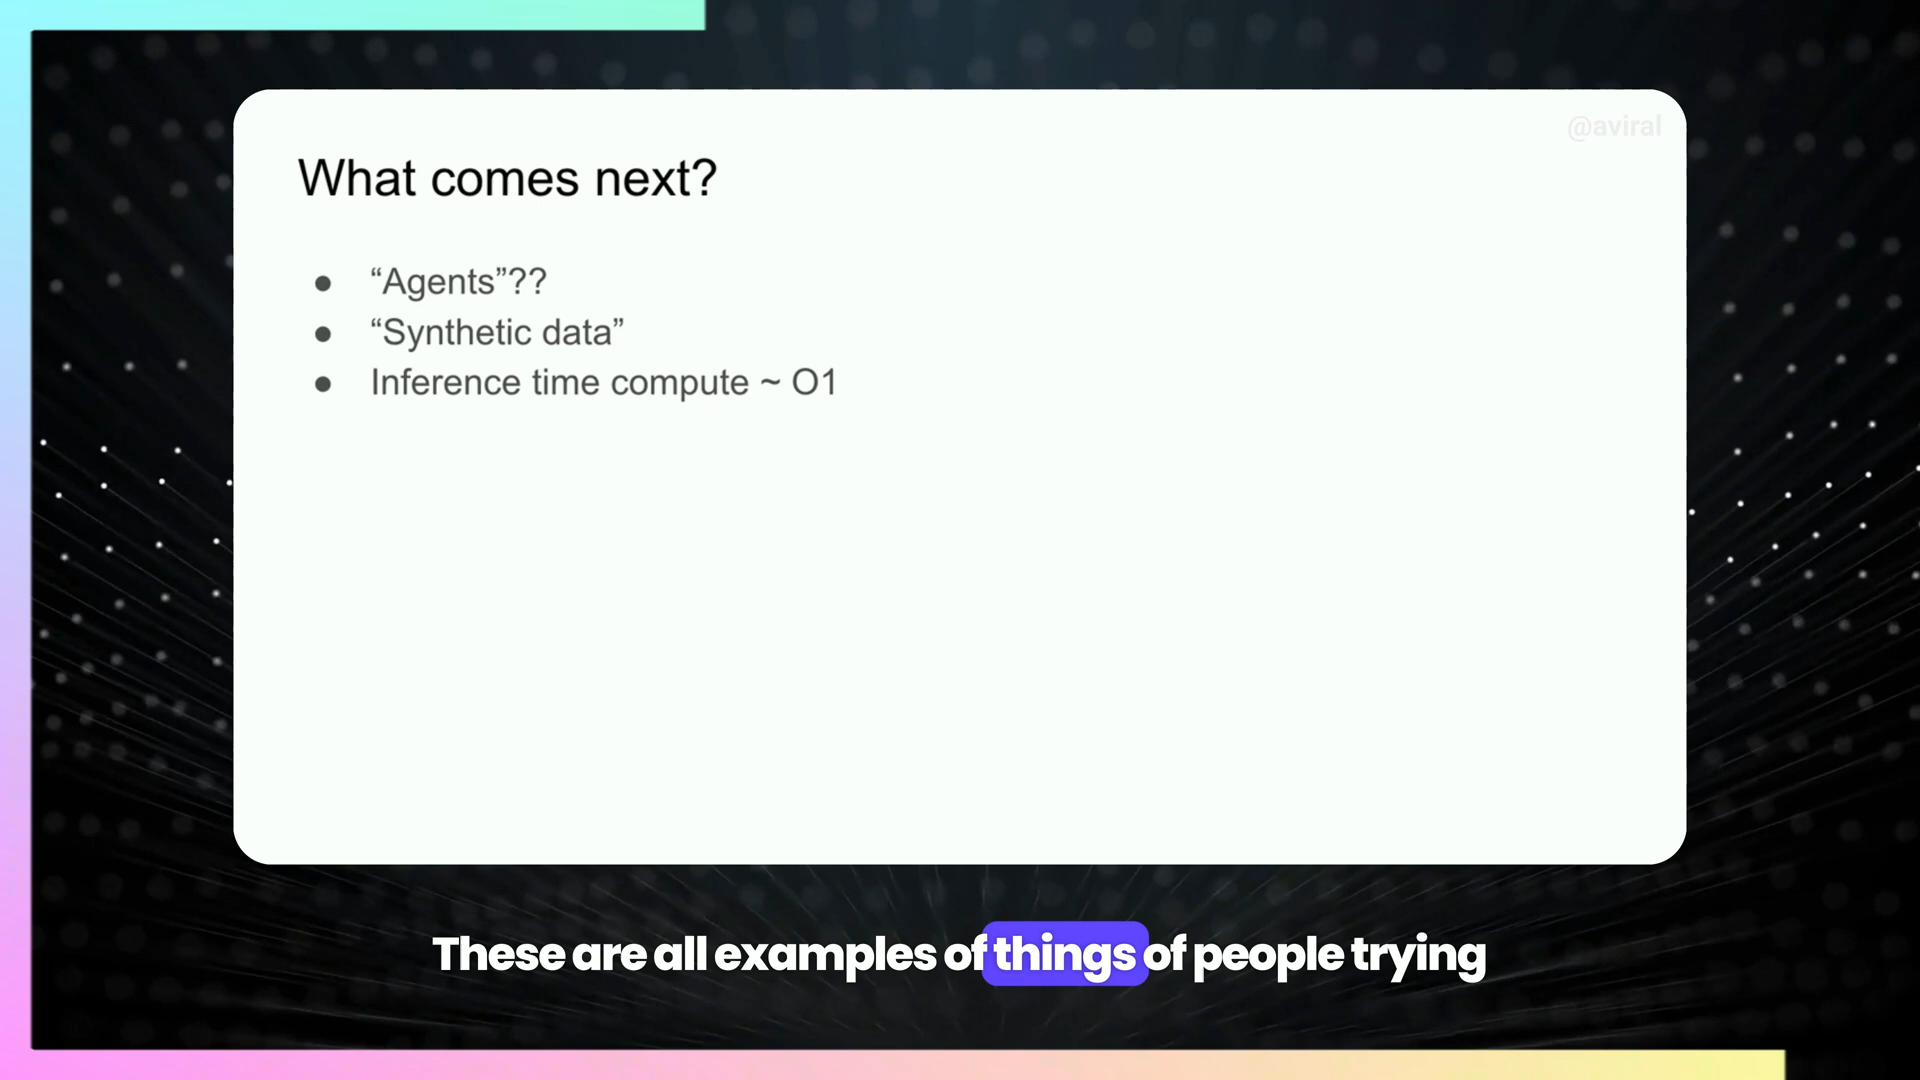 @aviral
What comes next?
● “Agents”??
● “Synthetic data”
● Inference time compute ~ O1
These are all examples of things of people trying